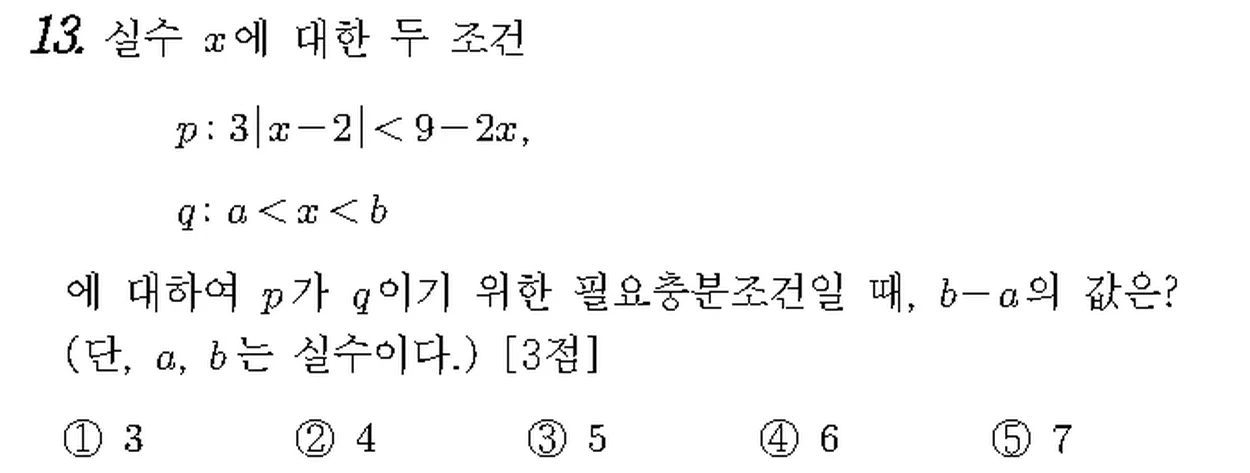 13. 실수 x에 대한 두 조건
p: 3|x-2|<9-2x,
q: a<x<b
에 대하여 p가 q이기 위한 필요충분조건일 때, b-a의 값은?
(단, a, b는 실수이다.) [3점]
① 3 ② 4 ③ 5 ④ 6 ⑤ 7